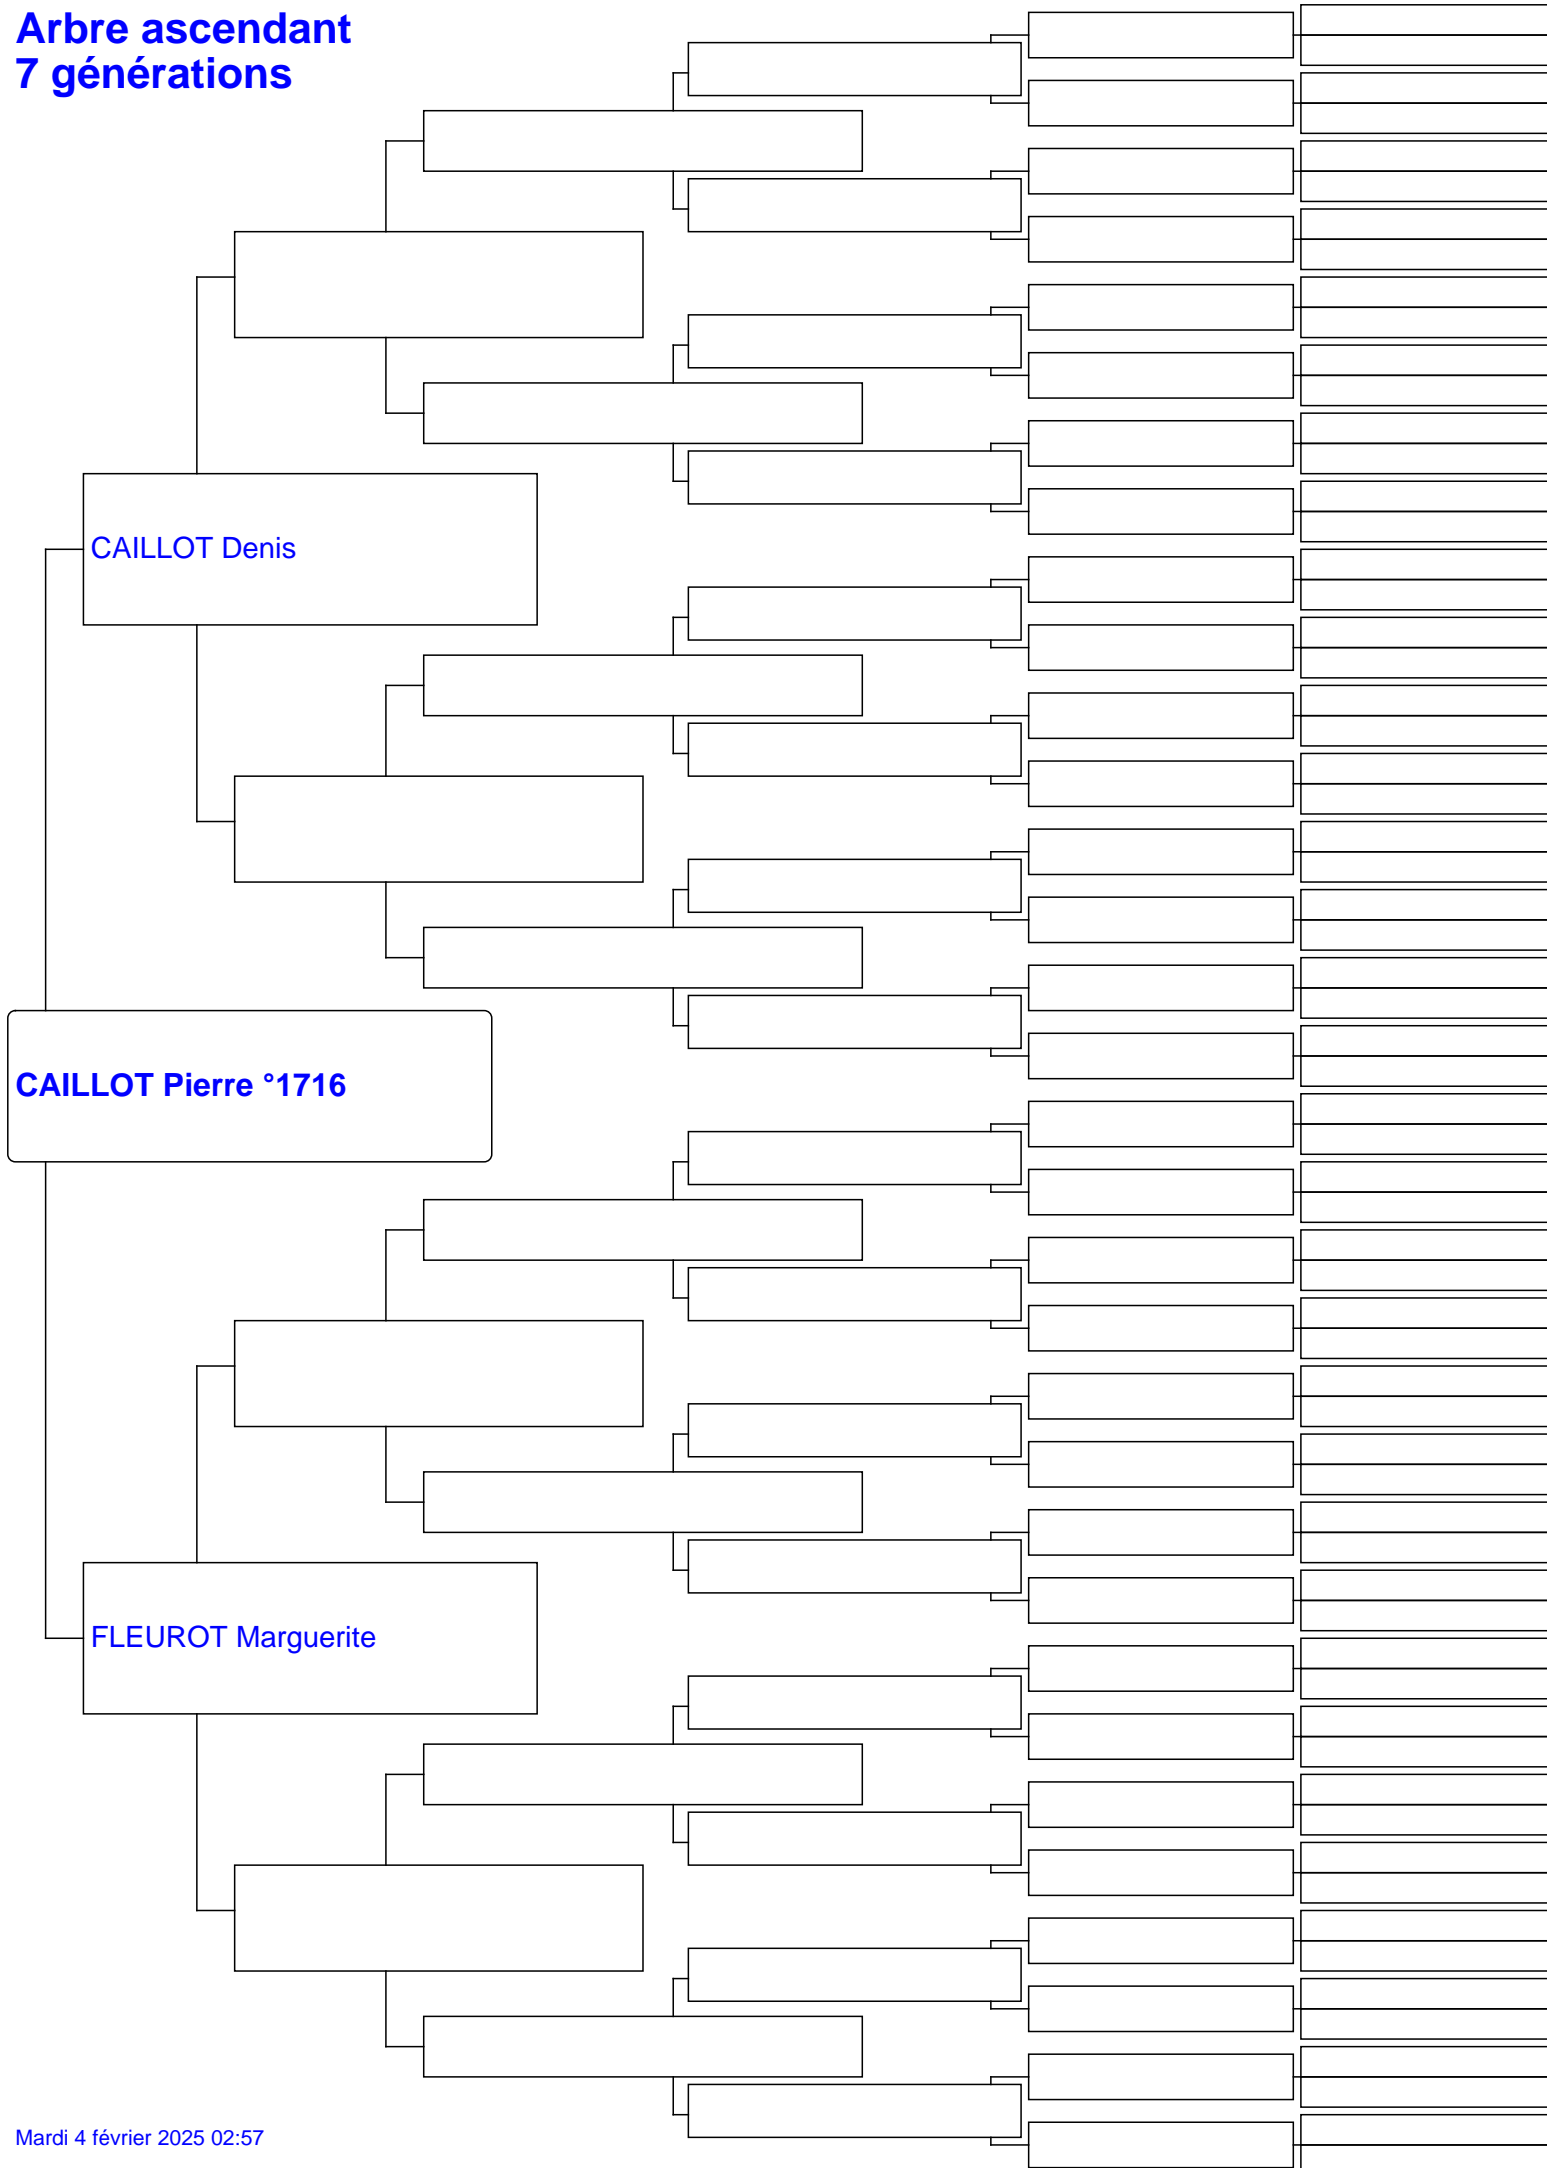 Arbre ascendant
7 générations
CAILLOT Denis
CAILLOT Pierre °1716
FLEUROT Marguerite
Mardi 4 février 2025 02:57